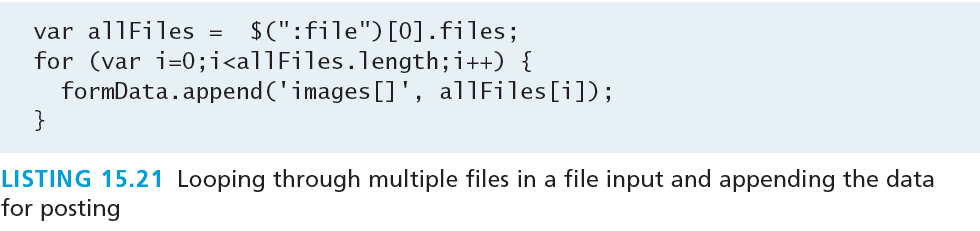 var allFiles =  $(":file")[0].files;
for (var i=0;i<allFiles.length;i++) {
  formData.append('images[]', allFiles[i]);
}
LISTING 15.21 Looping through multiple files in a file input and appending the data
for posting